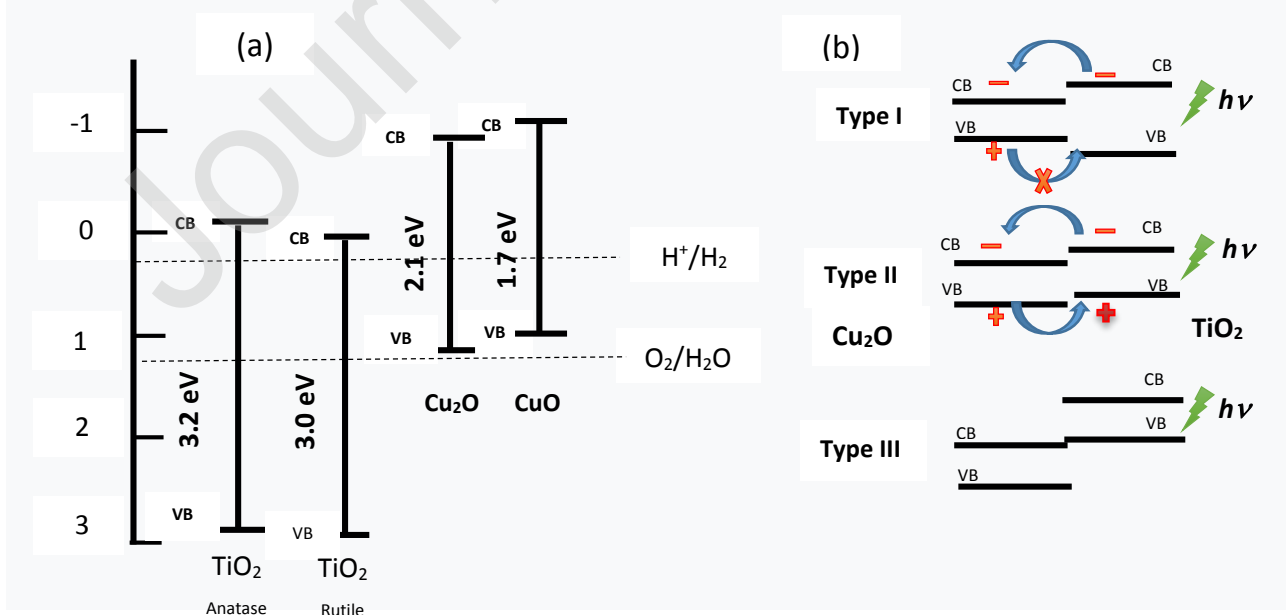 (a)
-1
0
1
2
3
CB
3.2 eV
VB
TiO₂
Anatase
CB
3.0 eV
VB
TiO₂
Rutile
CB
2.1 eV
VB
Cu₂O
CB
1.7 eV
VB
CuO
H⁺/H₂
O₂/H₂O
Journ
(b)
Type I
CB
CB
VB
VB
hν
Type II
CB
CB
VB
VB
hν
Cu₂O
TiO₂
Type III
CB
CB
VB
VB
hν